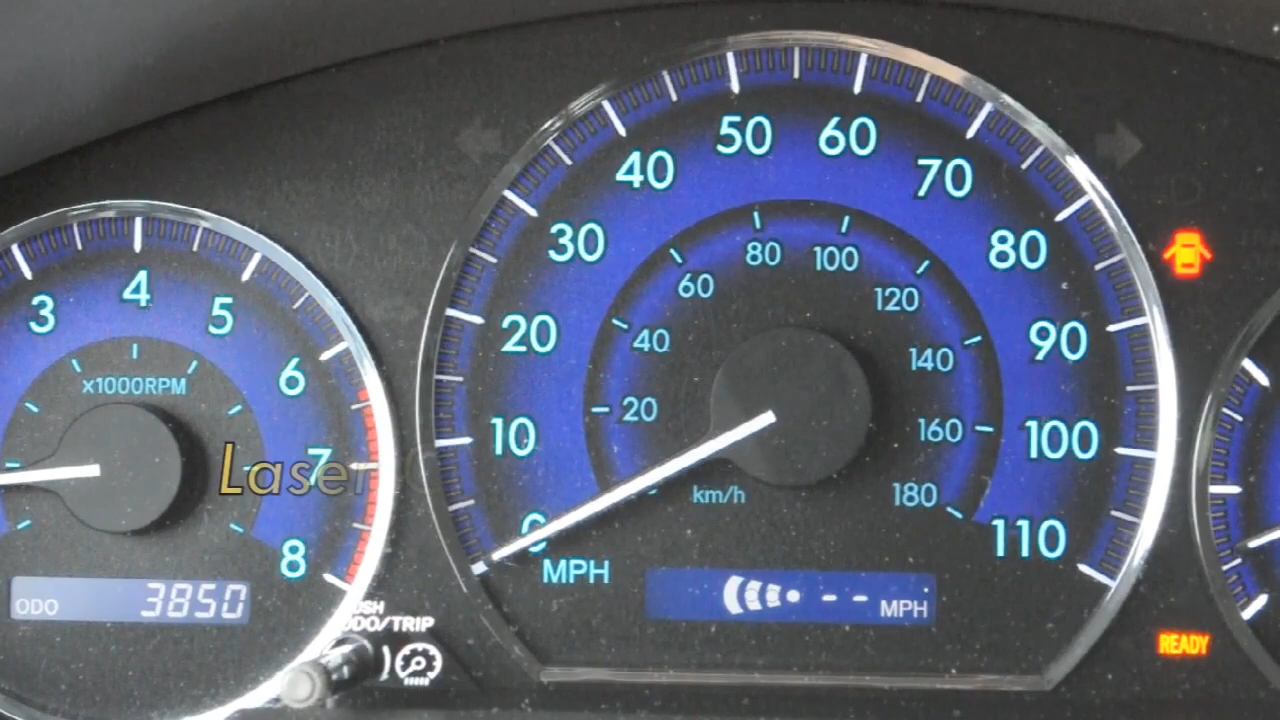 50 60
40 70
30 80
80 100
60 120
3 4 5
20 40 140 90
x1000RPM 6
20 160 100
10
Laser 7
km/h 180
0 110
8 MPH
ODO 3850
-- MPH
ODO/TRIP
READY